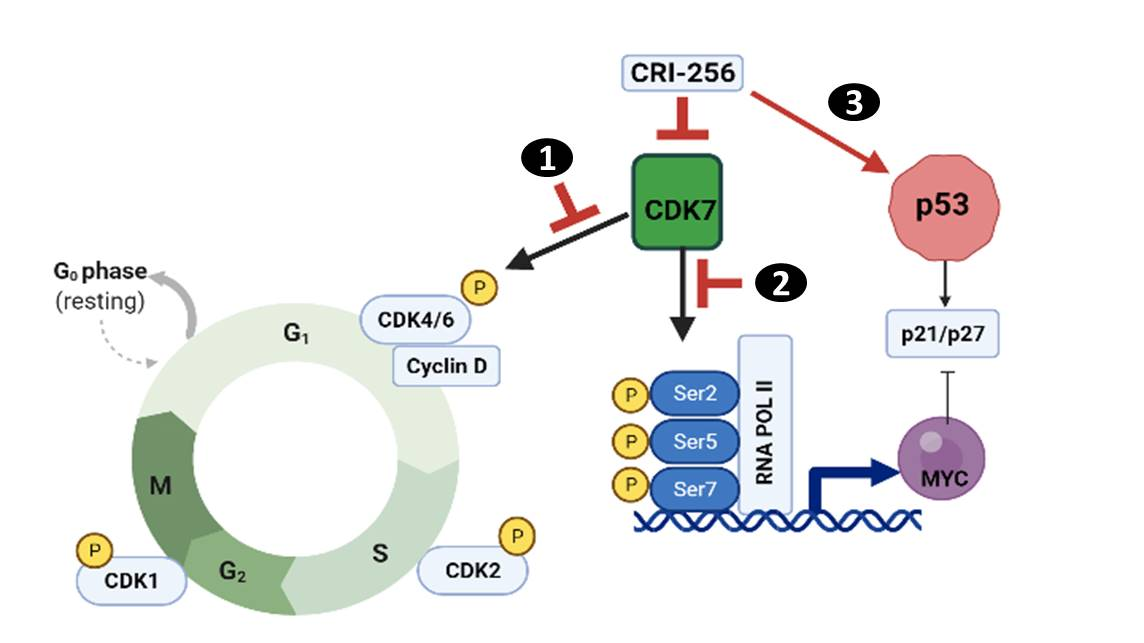 CRI-256
3
1
CDK7
p53
2
G₀ phase
(resting)
P
CDK4/6
G₁
Cyclin D
p21/p27
RNA POL II
P
Ser2
P
Ser5
P
Ser7
MYC
M
S
G₂
P
CDK1
P
CDK2